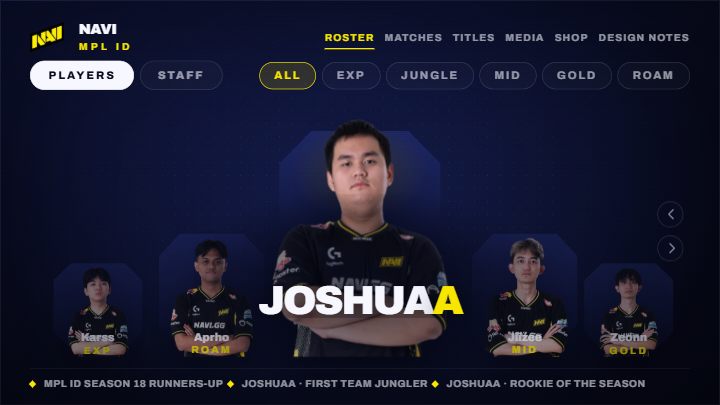 NAVI
NAVI
MPL ID
ROSTER MATCHES TITLES MEDIA SHOP DESIGN NOTES
PLAYERS STAFF
ALL EXP JUNGLE MID GOLD ROAM
JOSHUAA
Karss
EXP
Aprho
ROAM
MID
Zeonn
GOLD
MPL ID SEASON 18 RUNNERS-UP
JOSHUAA · FIRST TEAM JUNGLER
JOSHUAA · ROOKIE OF THE SEASON